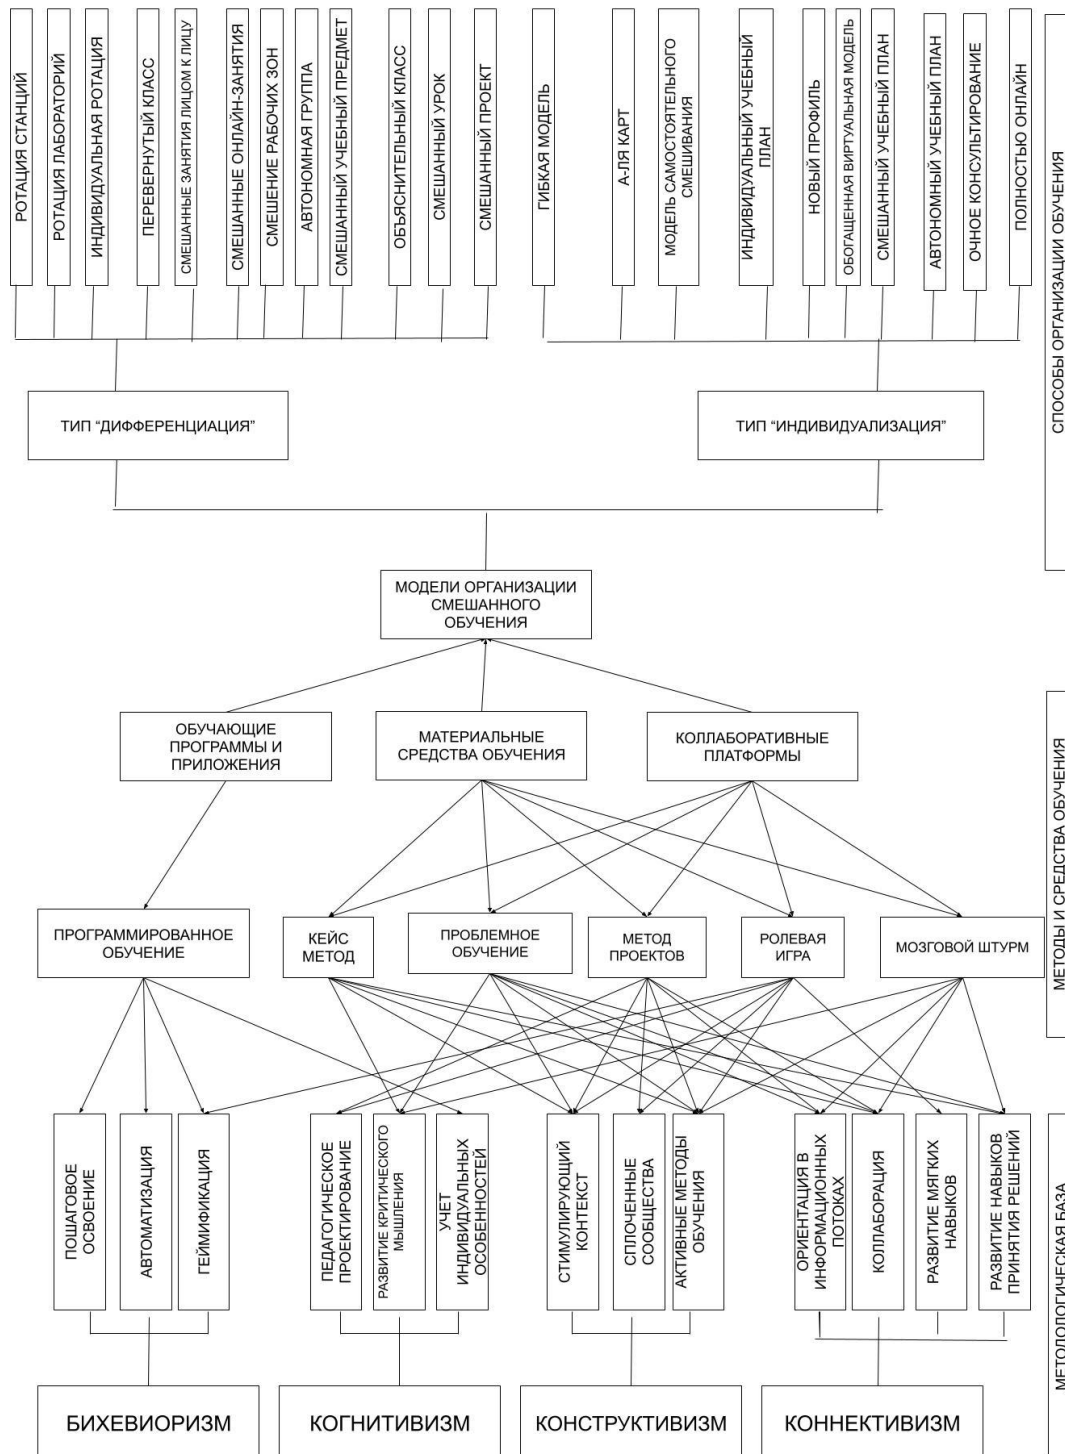 РОТАЦИЯ СТАНЦИЙ
РОТАЦИЯ ЛАБОРАТОРИЙ
ИНДИВИДУАЛЬНАЯ РОТАЦИЯ
ПЕРЕВЕРНУТЫЙ КЛАСС
СМЕШАННЫЕ ЗАНЯТИЯ ЛИЦОМ К ЛИЦУ
СМЕШАННЫЕ ОНЛАЙН-ЗАНЯТИЯ
СМЕШЕНИЕ РАБОЧИХ ЗОН
АВТОНОМНАЯ ГРУППА
СМЕШАННЫЙ УЧЕБНЫЙ ПРЕДМЕТ
ОБЪЯСНИТЕЛЬНЫЙ КЛАСС
СМЕШАННЫЙ УРОК
СМЕШАННЫЙ ПРОЕКТ
ГИБКАЯ МОДЕЛЬ
А-ЛЯ КАРТ
МОДЕЛЬ САМОСТОЯТЕЛЬНОГО
СМЕШИВАНИЯ
ИНДИВИДУАЛЬНЫЙ УЧЕБНЫЙ
ПЛАН
НОВЫЙ ПРОФИЛЬ
ОБОГАЩЕННАЯ ВИРТУАЛЬНАЯ МОДЕЛЬ
СМЕШАННЫЙ УЧЕБНЫЙ ПЛАН
АВТОНОМНЫЙ УЧЕБНЫЙ ПЛАН
ОЧНОЕ КОНСУЛЬТИРОВАНИЕ
ПОЛНОСТЬЮ ОНЛАЙН
СПОСОБЫ ОРГАНИЗАЦИИ ОБУЧЕНИЯ
ТИП “ДИФФЕРЕНЦИАЦИЯ”
ТИП “ИНДИВИДУАЛИЗАЦИЯ”
МОДЕЛИ ОРГАНИЗАЦИИ
СМЕШАННОГО
ОБУЧЕНИЯ
ОБУЧАЮЩИЕ
ПРОГРАММЫ И
ПРИЛОЖЕНИЯ
МАТЕРИАЛЬНЫЕ
СРЕДСТВА ОБУЧЕНИЯ
КОЛЛАБОРАТИВНЫЕ
ПЛАТФОРМЫ
МЕТОДЫ И СРЕДСТВА ОБУЧЕНИЯ
ПРОГРАММИРОВАННОЕ
ОБУЧЕНИЕ
КЕЙС
МЕТОД
ПРОБЛЕМНОЕ
ОБУЧЕНИЕ
МЕТОД
ПРОЕКТОВ
РОЛЕВАЯ
ИГРА
МОЗГОВОЙ ШТУРМ
ПОШАГОВОЕ
ОСВОЕНИЕ
АВТОМАТИЗАЦИЯ
ГЕЙМИФИКАЦИЯ
ПЕДАГОГИЧЕСКОЕ
ПРОЕКТИРОВАНИЕ
РАЗВИТИЕ КРИТИЧЕСКОГО
МЫШЛЕНИЯ
УЧЕТ
ИНДИВИДУАЛЬНЫХ
ОСОБЕННОСТЕЙ
СТИМУЛИРУЮЩИЙ
КОНТЕКСТ
СПЛОЧЕННЫЕ
СООБЩЕСТВА
АКТИВНЫЕ МЕТОДЫ
ОБУЧЕНИЯ
ОРИЕНТАЦИЯ В
ИНФОРМАЦИОННЫХ
ПОТОКАХ
КОЛЛАБОРАЦИЯ
РАЗВИТИЕ МЯГКИХ
НАВЫКОВ
РАЗВИТИЕ НАВЫКОВ
ПРИНЯТИЯ РЕШЕНИЙ
МЕТОДОЛОГИЧЕСКАЯ БАЗА
БИХЕВИОРИЗМ
КОГНИТИВИЗМ
КОНСТРУКТИВИЗМ
КОННЕКТИВИЗМ